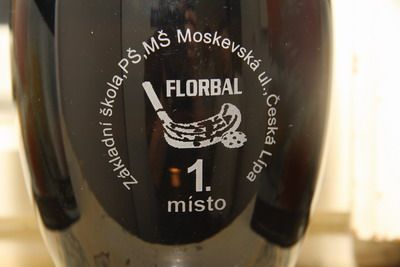 Základní škola,PŠ,MŠ Moskevská ul.,Česká Lípa
FLORBAL
1.
místo